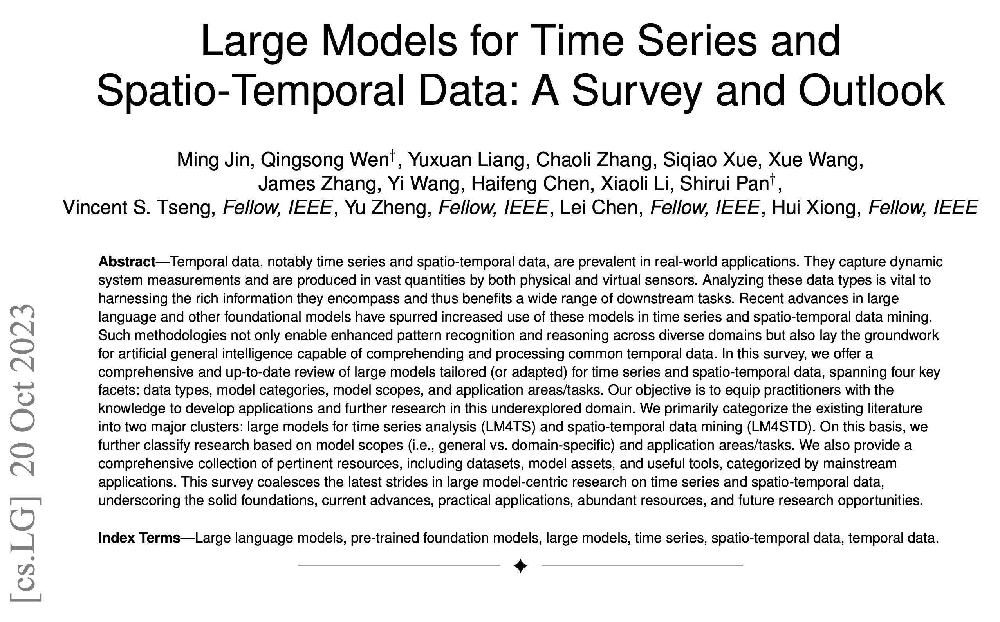 Large Models for Time Series and
Spatio-Temporal Data: A Survey and Outlook
Ming Jin, Qingsong Wen†, Yuxuan Liang, Chaoli Zhang, Siqiao Xue, Xue Wang,
James Zhang, Yi Wang, Haifeng Chen, Xiaoli Li, Shirui Pan†,
Vincent S. Tseng, Fellow, IEEE, Yu Zheng, Fellow, IEEE, Lei Chen, Fellow, IEEE, Hui Xiong, Fellow, IEEE
Abstract—Temporal data, notably time series and spatio-temporal data, are prevalent in real-world applications. They capture dynamic
system measurements and are produced in vast quantities by both physical and virtual sensors. Analyzing these data types is vital to
harnessing the rich information they encompass and thus benefits a wide range of downstream tasks. Recent advances in large
language and other foundational models have spurred increased use of these models in time series and spatio-temporal data mining.
Such methodologies not only enable enhanced pattern recognition and reasoning across diverse domains but also lay the groundwork
for artificial general intelligence capable of comprehending and processing common temporal data. In this survey, we offer a
comprehensive and up-to-date review of large models tailored (or adapted) for time series and spatio-temporal data, spanning four key
facets: data types, model categories, model scopes, and application areas/tasks. Our objective is to equip practitioners with the
knowledge to develop applications and further research in this underexplored domain. We primarily categorize the existing literature
into two major clusters: large models for time series analysis (LM4TS) and spatio-temporal data mining (LM4STD). On this basis, we
further classify research based on model scopes (i.e., general vs. domain-specific) and application areas/tasks. We also provide a
comprehensive collection of pertinent resources, including datasets, model assets, and useful tools, categorized by mainstream
applications. This survey coalesces the latest strides in large model-centric research on time series and spatio-temporal data,
underscoring the solid foundations, current advances, practical applications, abundant resources, and future research opportunities.
Index Terms—Large language models, pre-trained foundation models, large models, time series, spatio-temporal data, temporal data.
[cs.LG] 20 Oct 2023